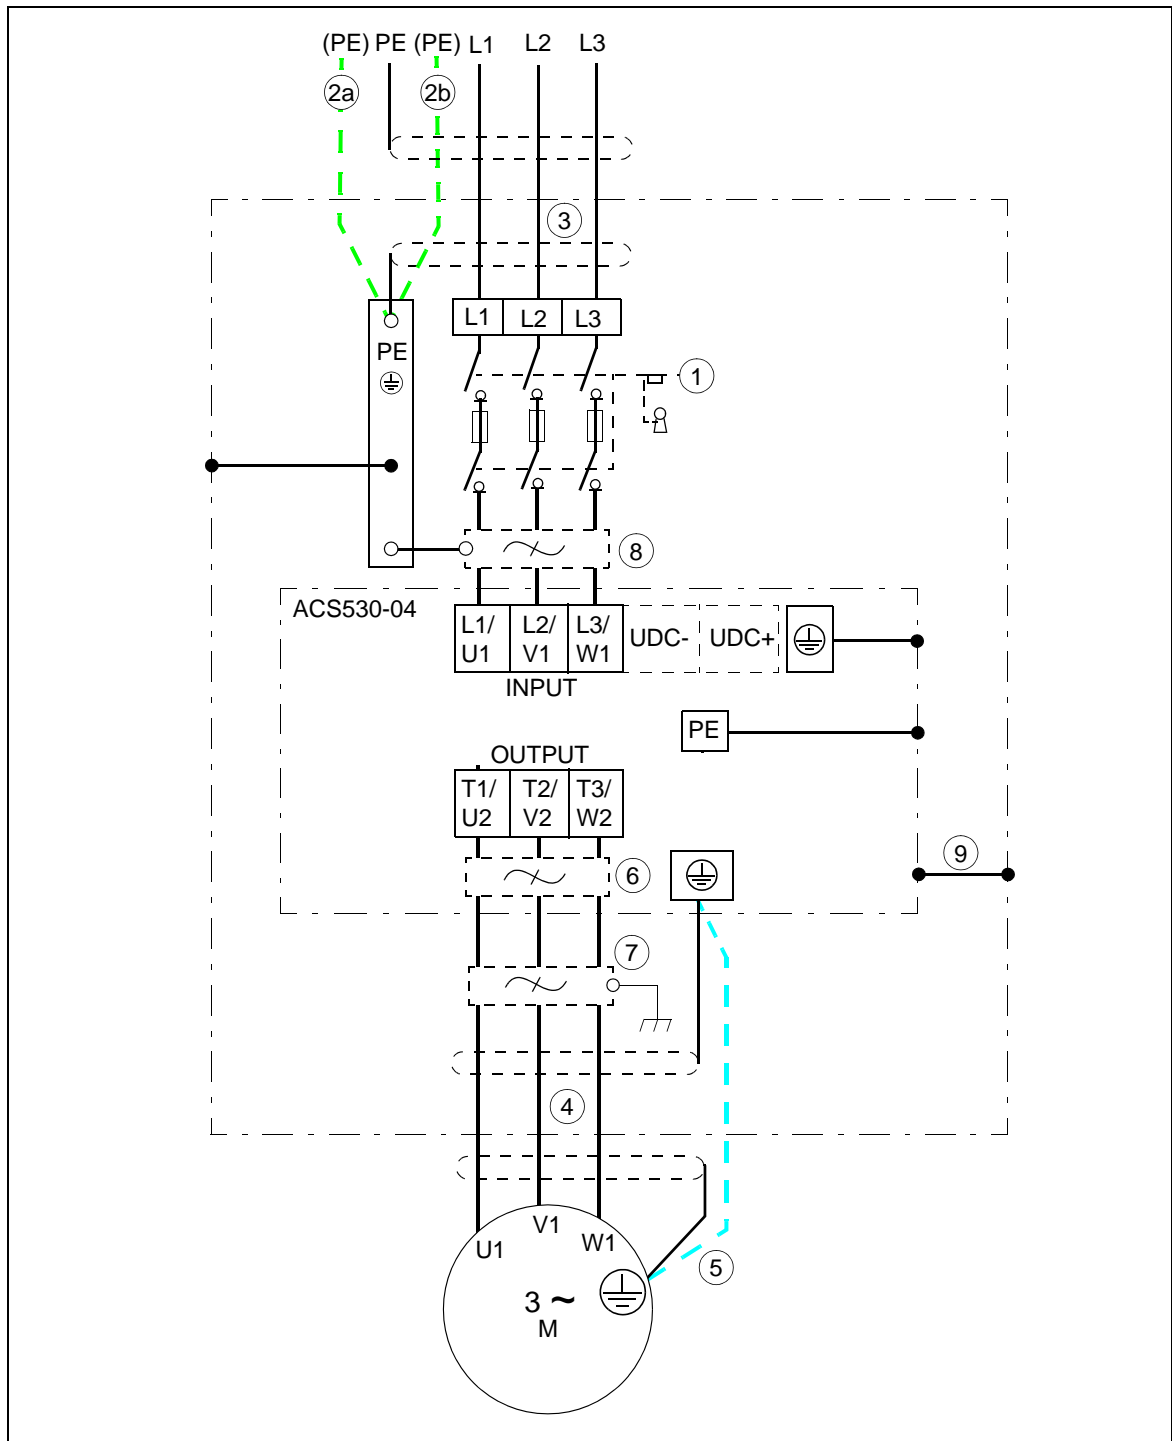 (PE) PE (PE) L1 L2 L3
2a 2b
3
L1 L2 L3
PE
1
8
ACS530-04
L1/ L2/ L3/
U1 V1 W1
UDC- UDC+
INPUT
PE
OUTPUT
T1/ T2/ T3/
U2 V2 W2
6
9
7
4
U1 V1 W1
5
3 ~
M